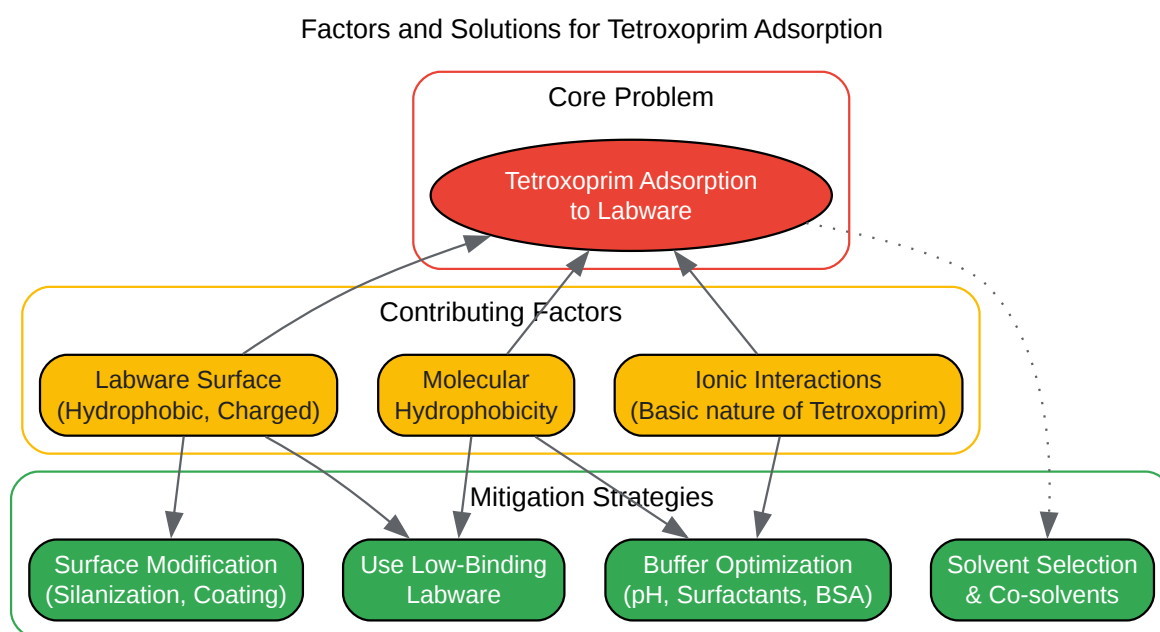 Factors and Solutions for Tetroxoprim Adsorption
Core Problem
Tetroxoprim Adsorption
to Labware
Contributing Factors
Labware Surface
(Hydrophobic, Charged)
Molecular
Hydrophobicity
Ionic Interactions
(Basic nature of Tetroxoprim)
Mitigation Strategies
Surface Modification
(Silanization, Coating)
Use Low-Binding
Labware
Buffer Optimization
(pH, Surfactants, BSA)
Solvent Selection
& Co-solvents